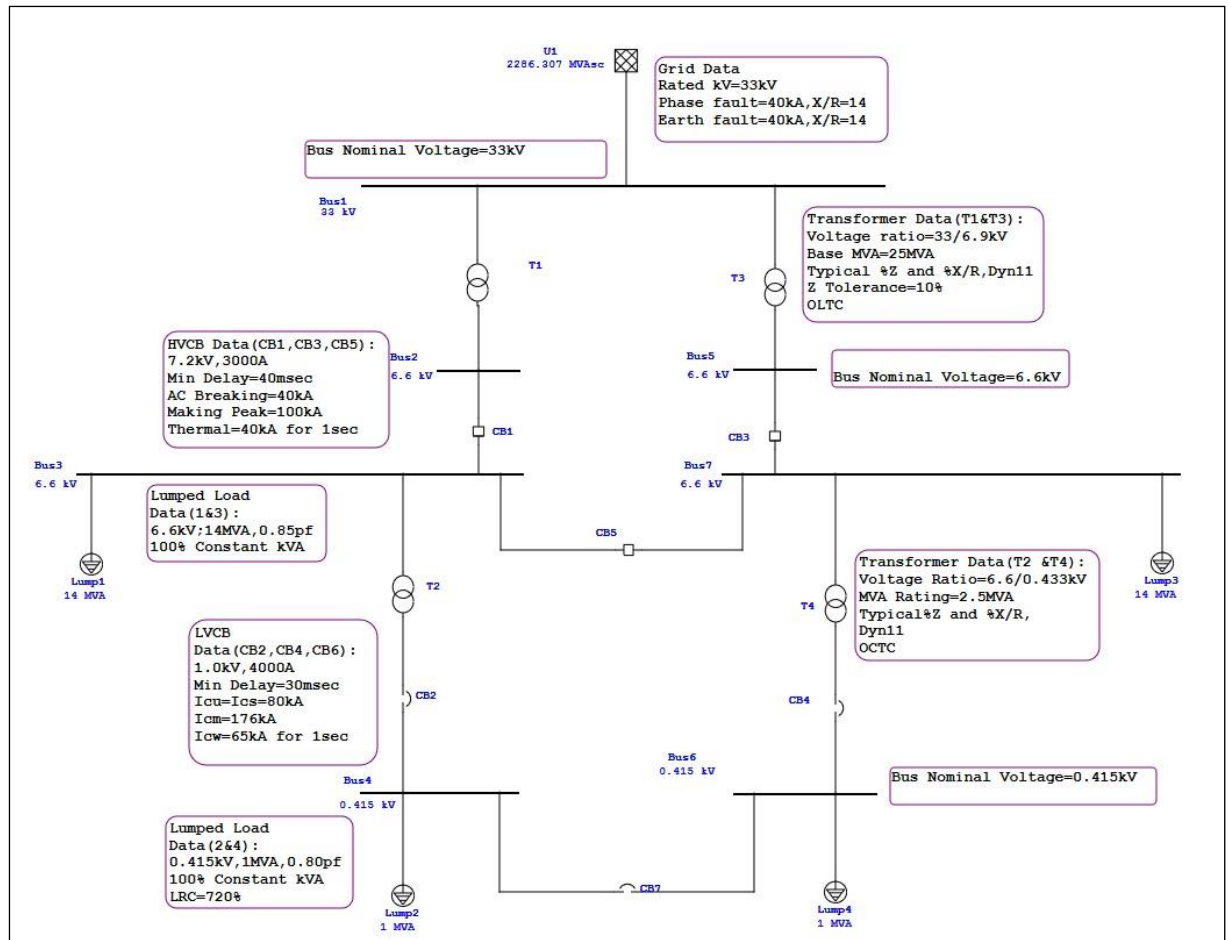 U1
2286.307 MVAsc
Grid Data
Rated kV=33kV
Phase fault=40kA,X/R=14
Earth fault=40kA,X/R=14
Bus Nominal Voltage=33kV
Bus1
33 kV
T1
T3
Transformer Data(T1&T3):
Voltage ratio=33/6.9kV
Base MVA=25MVA
Typical %Z and %X/R,Dyn11
Z Tolerance=10%
OLTC
HVCB Data(CB1,CB3,CB5):
7.2kV,3000A
Min Delay=40msec
AC Breaking=40kA
Making Peak=100kA
Thermal=40kA for 1sec
Bus2
6.6 kV
Bus5
6.6 kV
Bus Nominal Voltage=6.6kV
CB1
CB3
Bus3
6.6 kV
Bus7
6.6 kV
Lumped Load
Data(1&3):
6.6kV;14MVA,0.85pf
100% Constant kVA
CB5
Lump1
14 MVA
T2
T4
Transformer Data(T2 &T4):
Voltage Ratio=6.6/0.433kV
MVA Rating=2.5MVA
Typical%Z and %X/R,
Dyn11
OCTC
Lump3
14 MVA
LVCB
Data(CB2,CB4,CB6):
1.0kV,4000A
Min Delay=30msec
Icu=Ics=80kA
Icm=176kA
Icw=65kA for 1sec
CB2
CB4
Bus4
0.415 kV
Bus6
0.415 kV
Bus Nominal Voltage=0.415kV
Lumped Load
Data(2&4):
0.415kV,1MVA,0.80pf
100% Constant kVA
LRC=720%
CB7
Lump2
1 MVA
Lump4
1 MVA